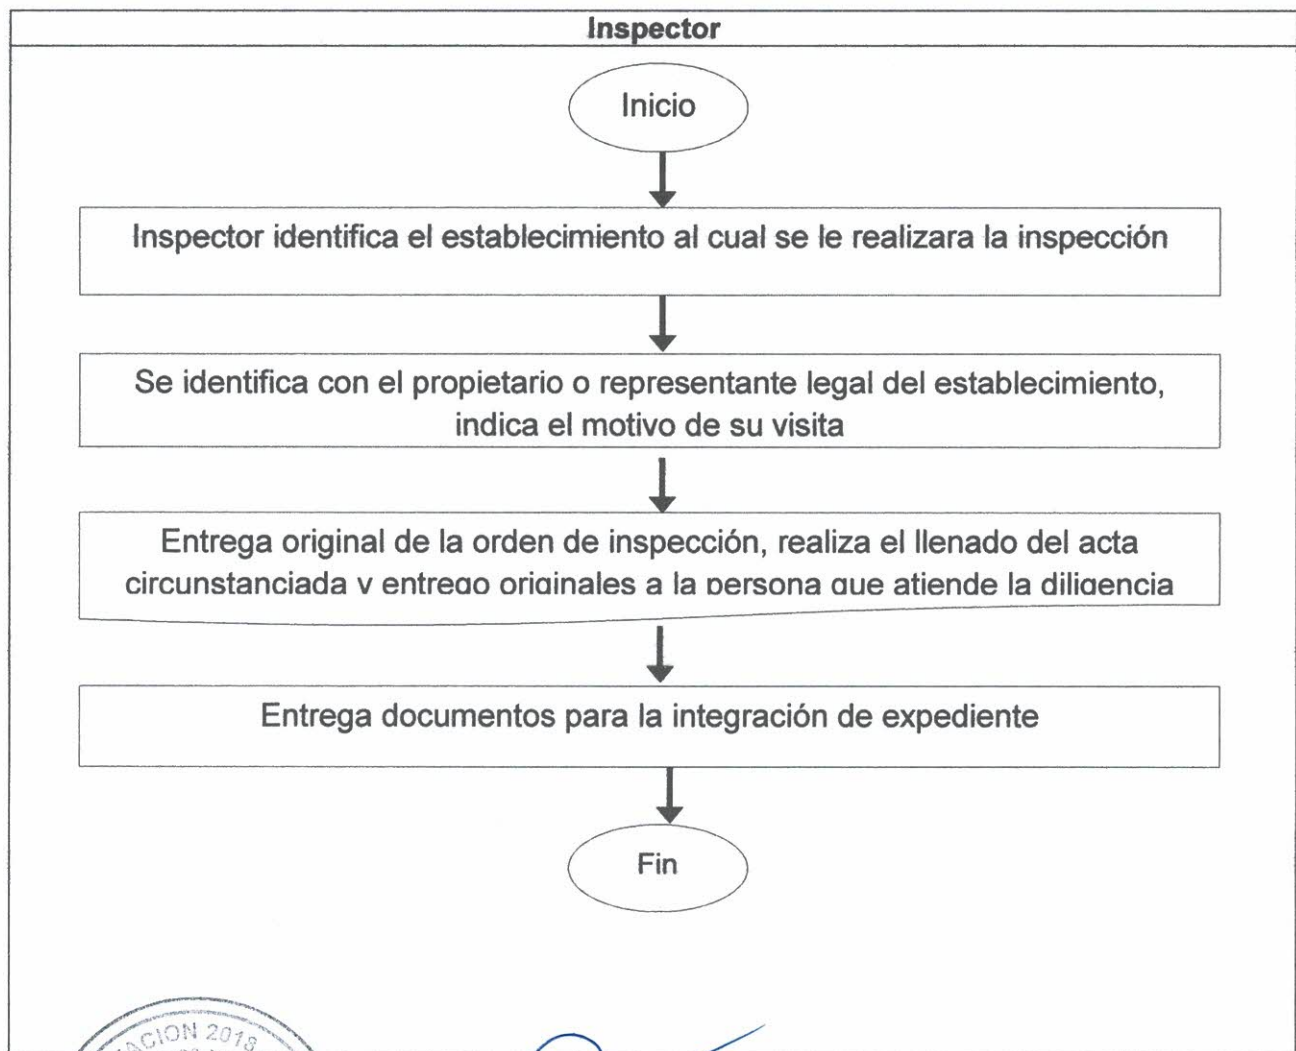 Inspector
Inicio
Inspector identifica el establecimiento al cual se le realizara la inspección
Se identifica con el propietario o representante legal del establecimiento,
indica el motivo de su visita
Entrega original de la orden de inspección, realiza el llenado del acta
circunstanciada y entrego originales a la persona que atiende la diligencia
Entrega documentos para la integración de expediente
Fin
2018